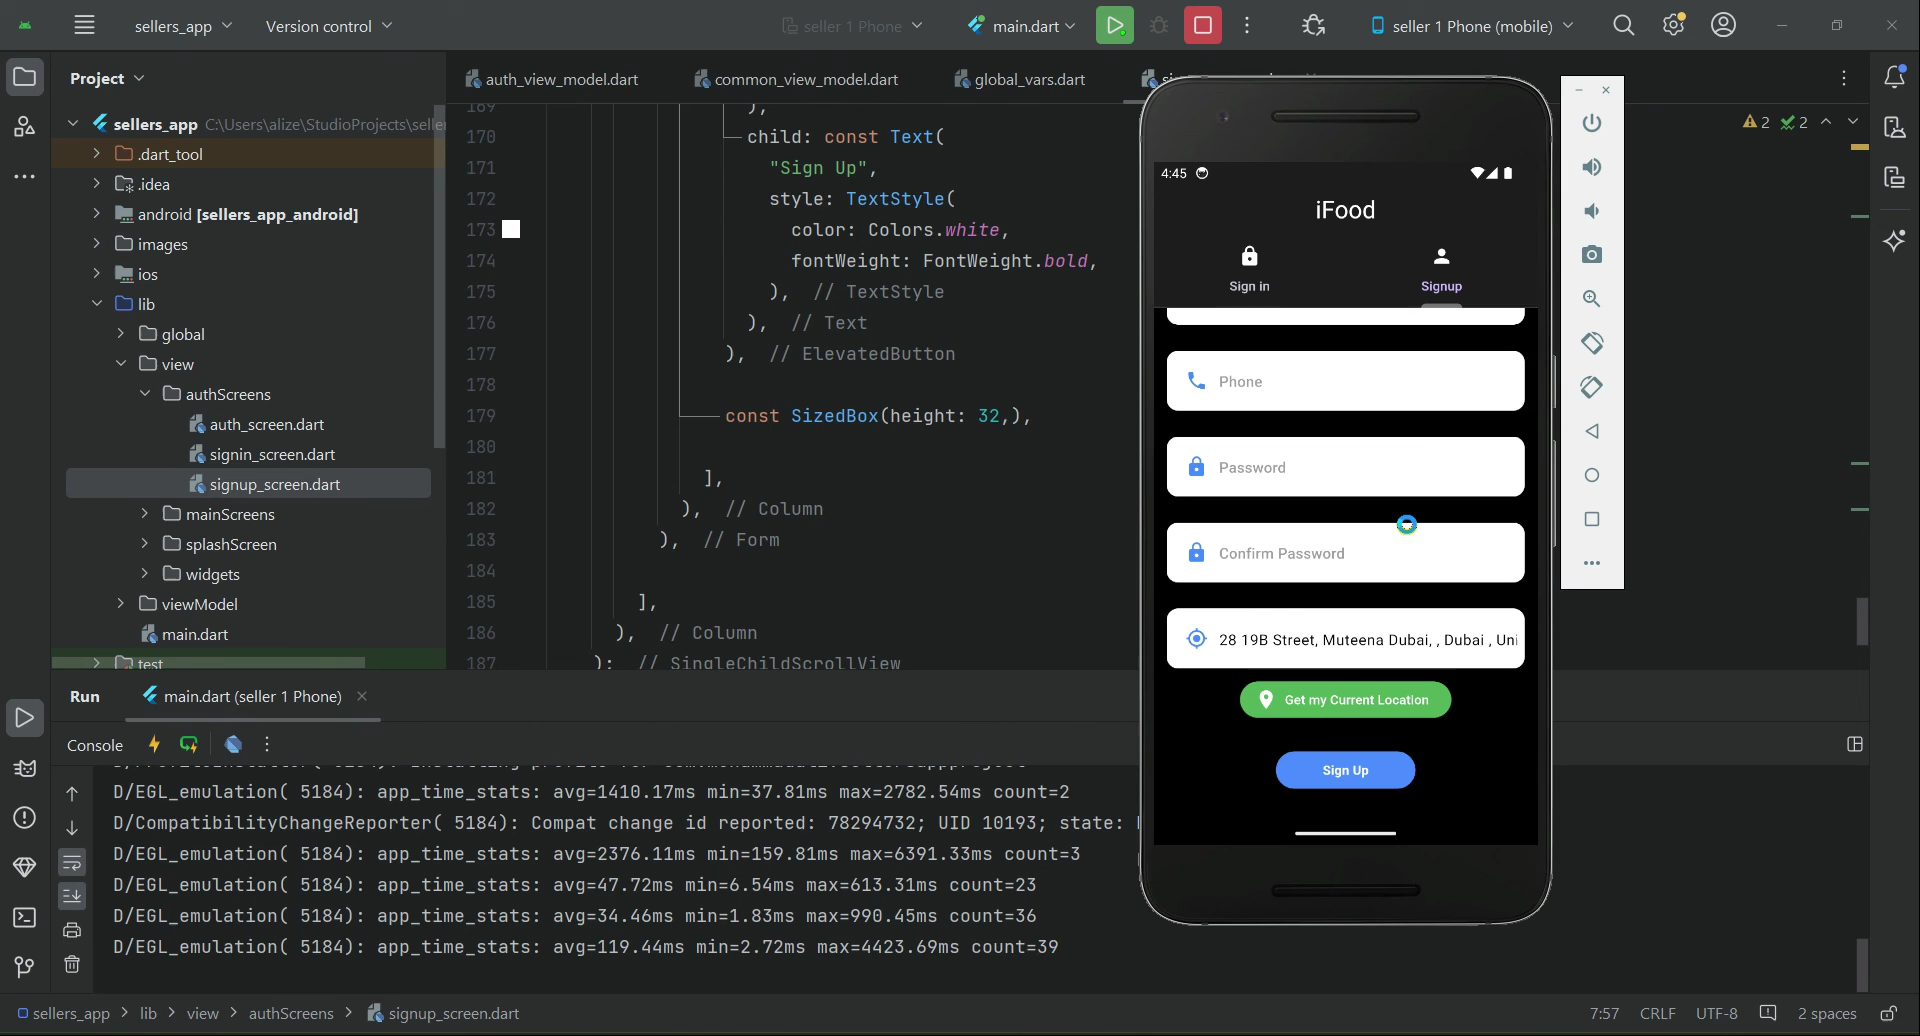 sellers_app
Version control
seller 1 Phone
main.dart
seller 1 Phone (mobile)
Project
auth_view_model.dart
common_view_model.dart
global_vars.dart
sellers_app C:\Users\alize\StudioProjects\selle
.dart_tool
.idea
android [sellers_app_android]
images
ios
lib
global
view
authScreens
auth_screen.dart
signin_screen.dart
signup_screen.dart
mainScreens
splashScreen
widgets
viewModel
main.dart
test
169 ),
170 child: const Text(
171 "Sign Up",
172 style: TextStyle(
173 color: Colors.white,
174 fontWeight: FontWeight.bold,
175 ), // TextStyle
176 ), // Text
177 ), // ElevatedButton
178
179 const SizedBox(height: 32,),
180
181 ],
182 ), // Column
183 ), // Form
184
185 ],
186 ), // Column
187 ); // SingleChildScrollView
2 2
4:45
iFood
Sign in
Signup
Phone
Password
Confirm Password
28 19B Street, Muteena Dubai, , Dubai , Uni
Get my Current Location
Sign Up
Run
main.dart (seller 1 Phone)
Console
D/EGL_emulation( 5184): app_time_stats: avg=1410.17ms min=37.81ms max=2782.54ms count=2
D/CompatibilityChangeReporter( 5184): Compat change id reported: 78294732; UID 10193; state:
D/EGL_emulation( 5184): app_time_stats: avg=2376.11ms min=159.81ms max=6391.33ms count=3
D/EGL_emulation( 5184): app_time_stats: avg=47.72ms min=6.54ms max=613.31ms count=23
D/EGL_emulation( 5184): app_time_stats: avg=34.46ms min=1.83ms max=990.45ms count=36
D/EGL_emulation( 5184): app_time_stats: avg=119.44ms min=2.72ms max=4423.69ms count=39
sellers_app > lib > view > authScreens > signup_screen.dart
7:57
CRLF
UTF-8
2 spaces